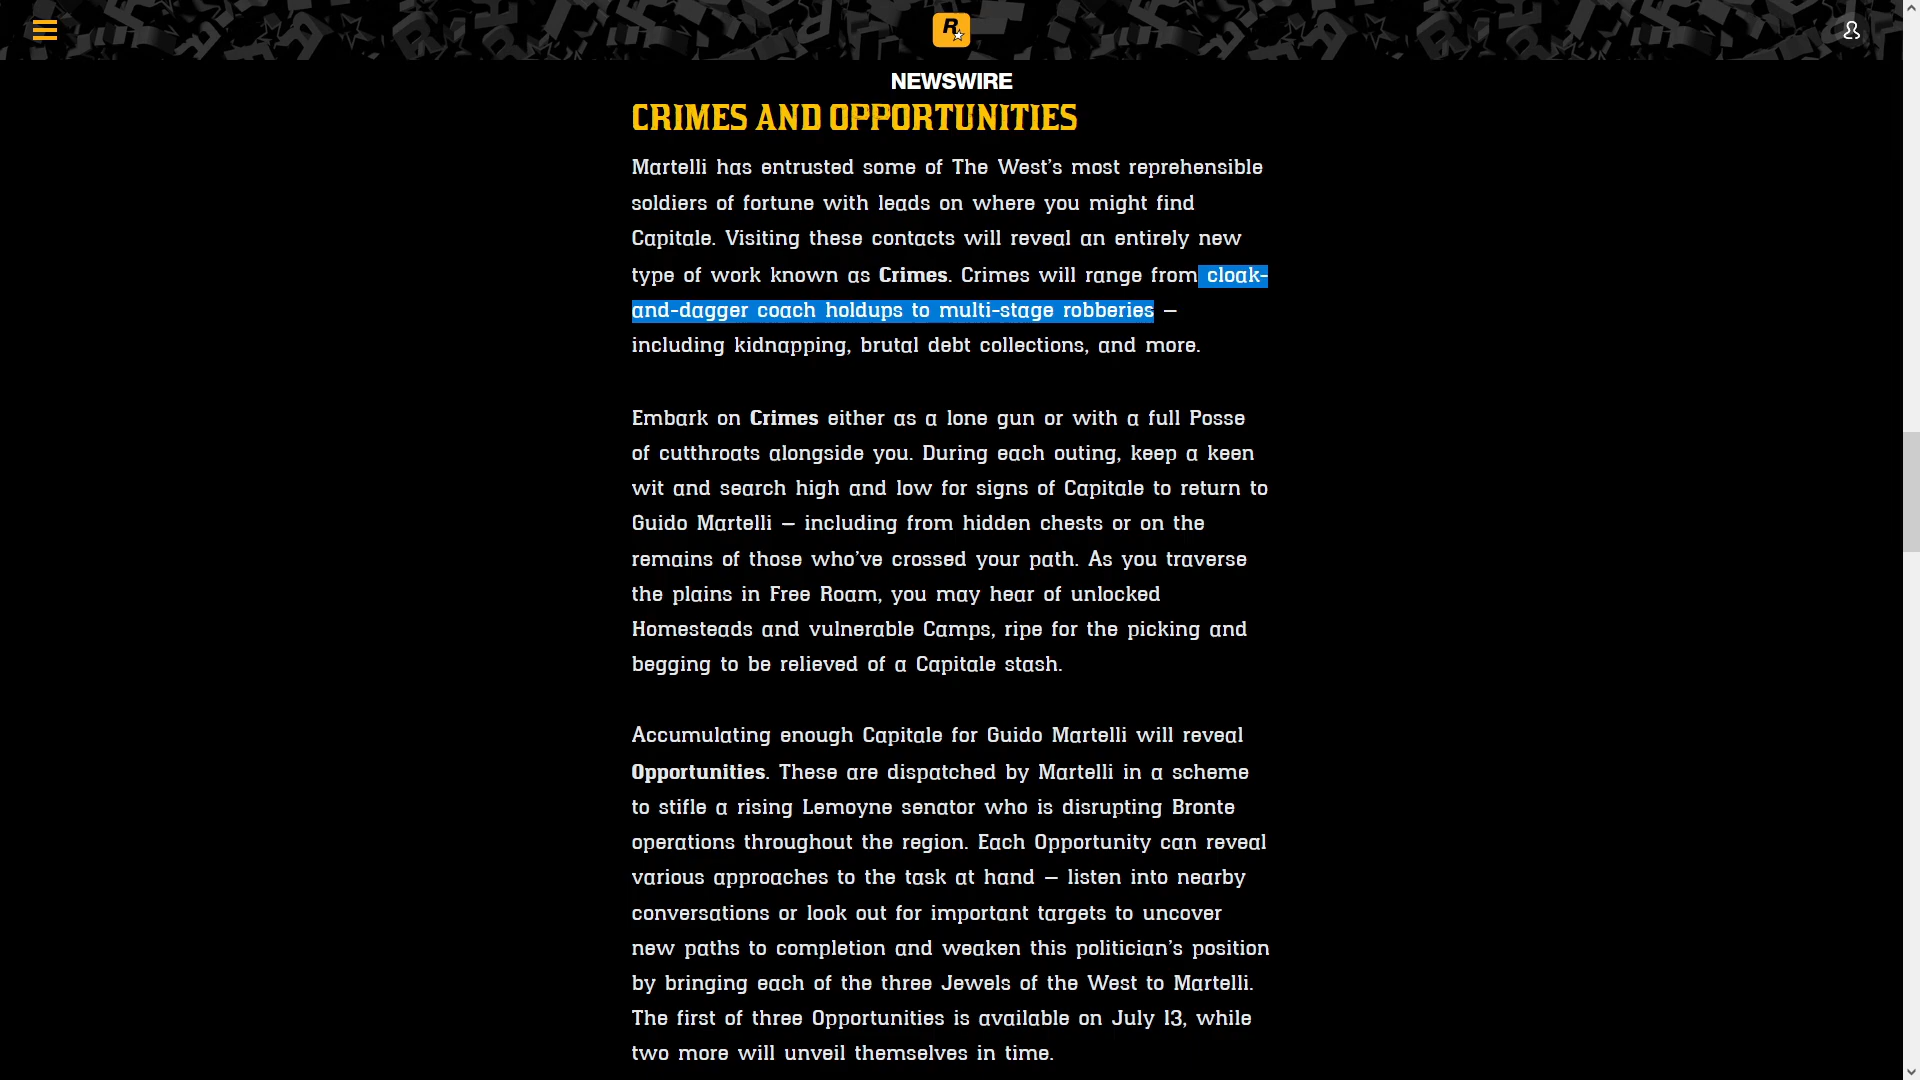 R
NEWSWIRE
CRIMES AND OPPORTUNITIES
Martelli has entrusted some of The West's most reprehensible
soldiers of fortune with leads on where you might find
Capitale. Visiting these contacts will reveal an entirely new
type of work known as Crimes. Crimes will range from cloak-
and-dagger coach holdups to multi-stage robberies –
including kidnapping, brutal debt collections, and more.
Embark on Crimes either as a lone gun or with a full Posse
of cutthroats alongside you. During each outing, keep a keen
wit and search high and low for signs of Capitale to return to
Guido Martelli – including from hidden chests or on the
remains of those who've crossed your path. As you traverse
the plains in Free Roam, you may hear of unlocked
Homesteads and vulnerable Camps, ripe for the picking and
begging to be relieved of a Capitale stash.
Accumulating enough Capitale for Guido Martelli will reveal
Opportunities. These are dispatched by Martelli in a scheme
to stifle a rising Lemoyne senator who is disrupting Bronte
operations throughout the region. Each Opportunity can reveal
various approaches to the task at hand – listen into nearby
conversations or look out for important targets to uncover
new paths to completion and weaken this politician's position
by bringing each of the three Jewels of the West to Martelli.
The first of three Opportunities is available on July 13, while
two more will unveil themselves in time.